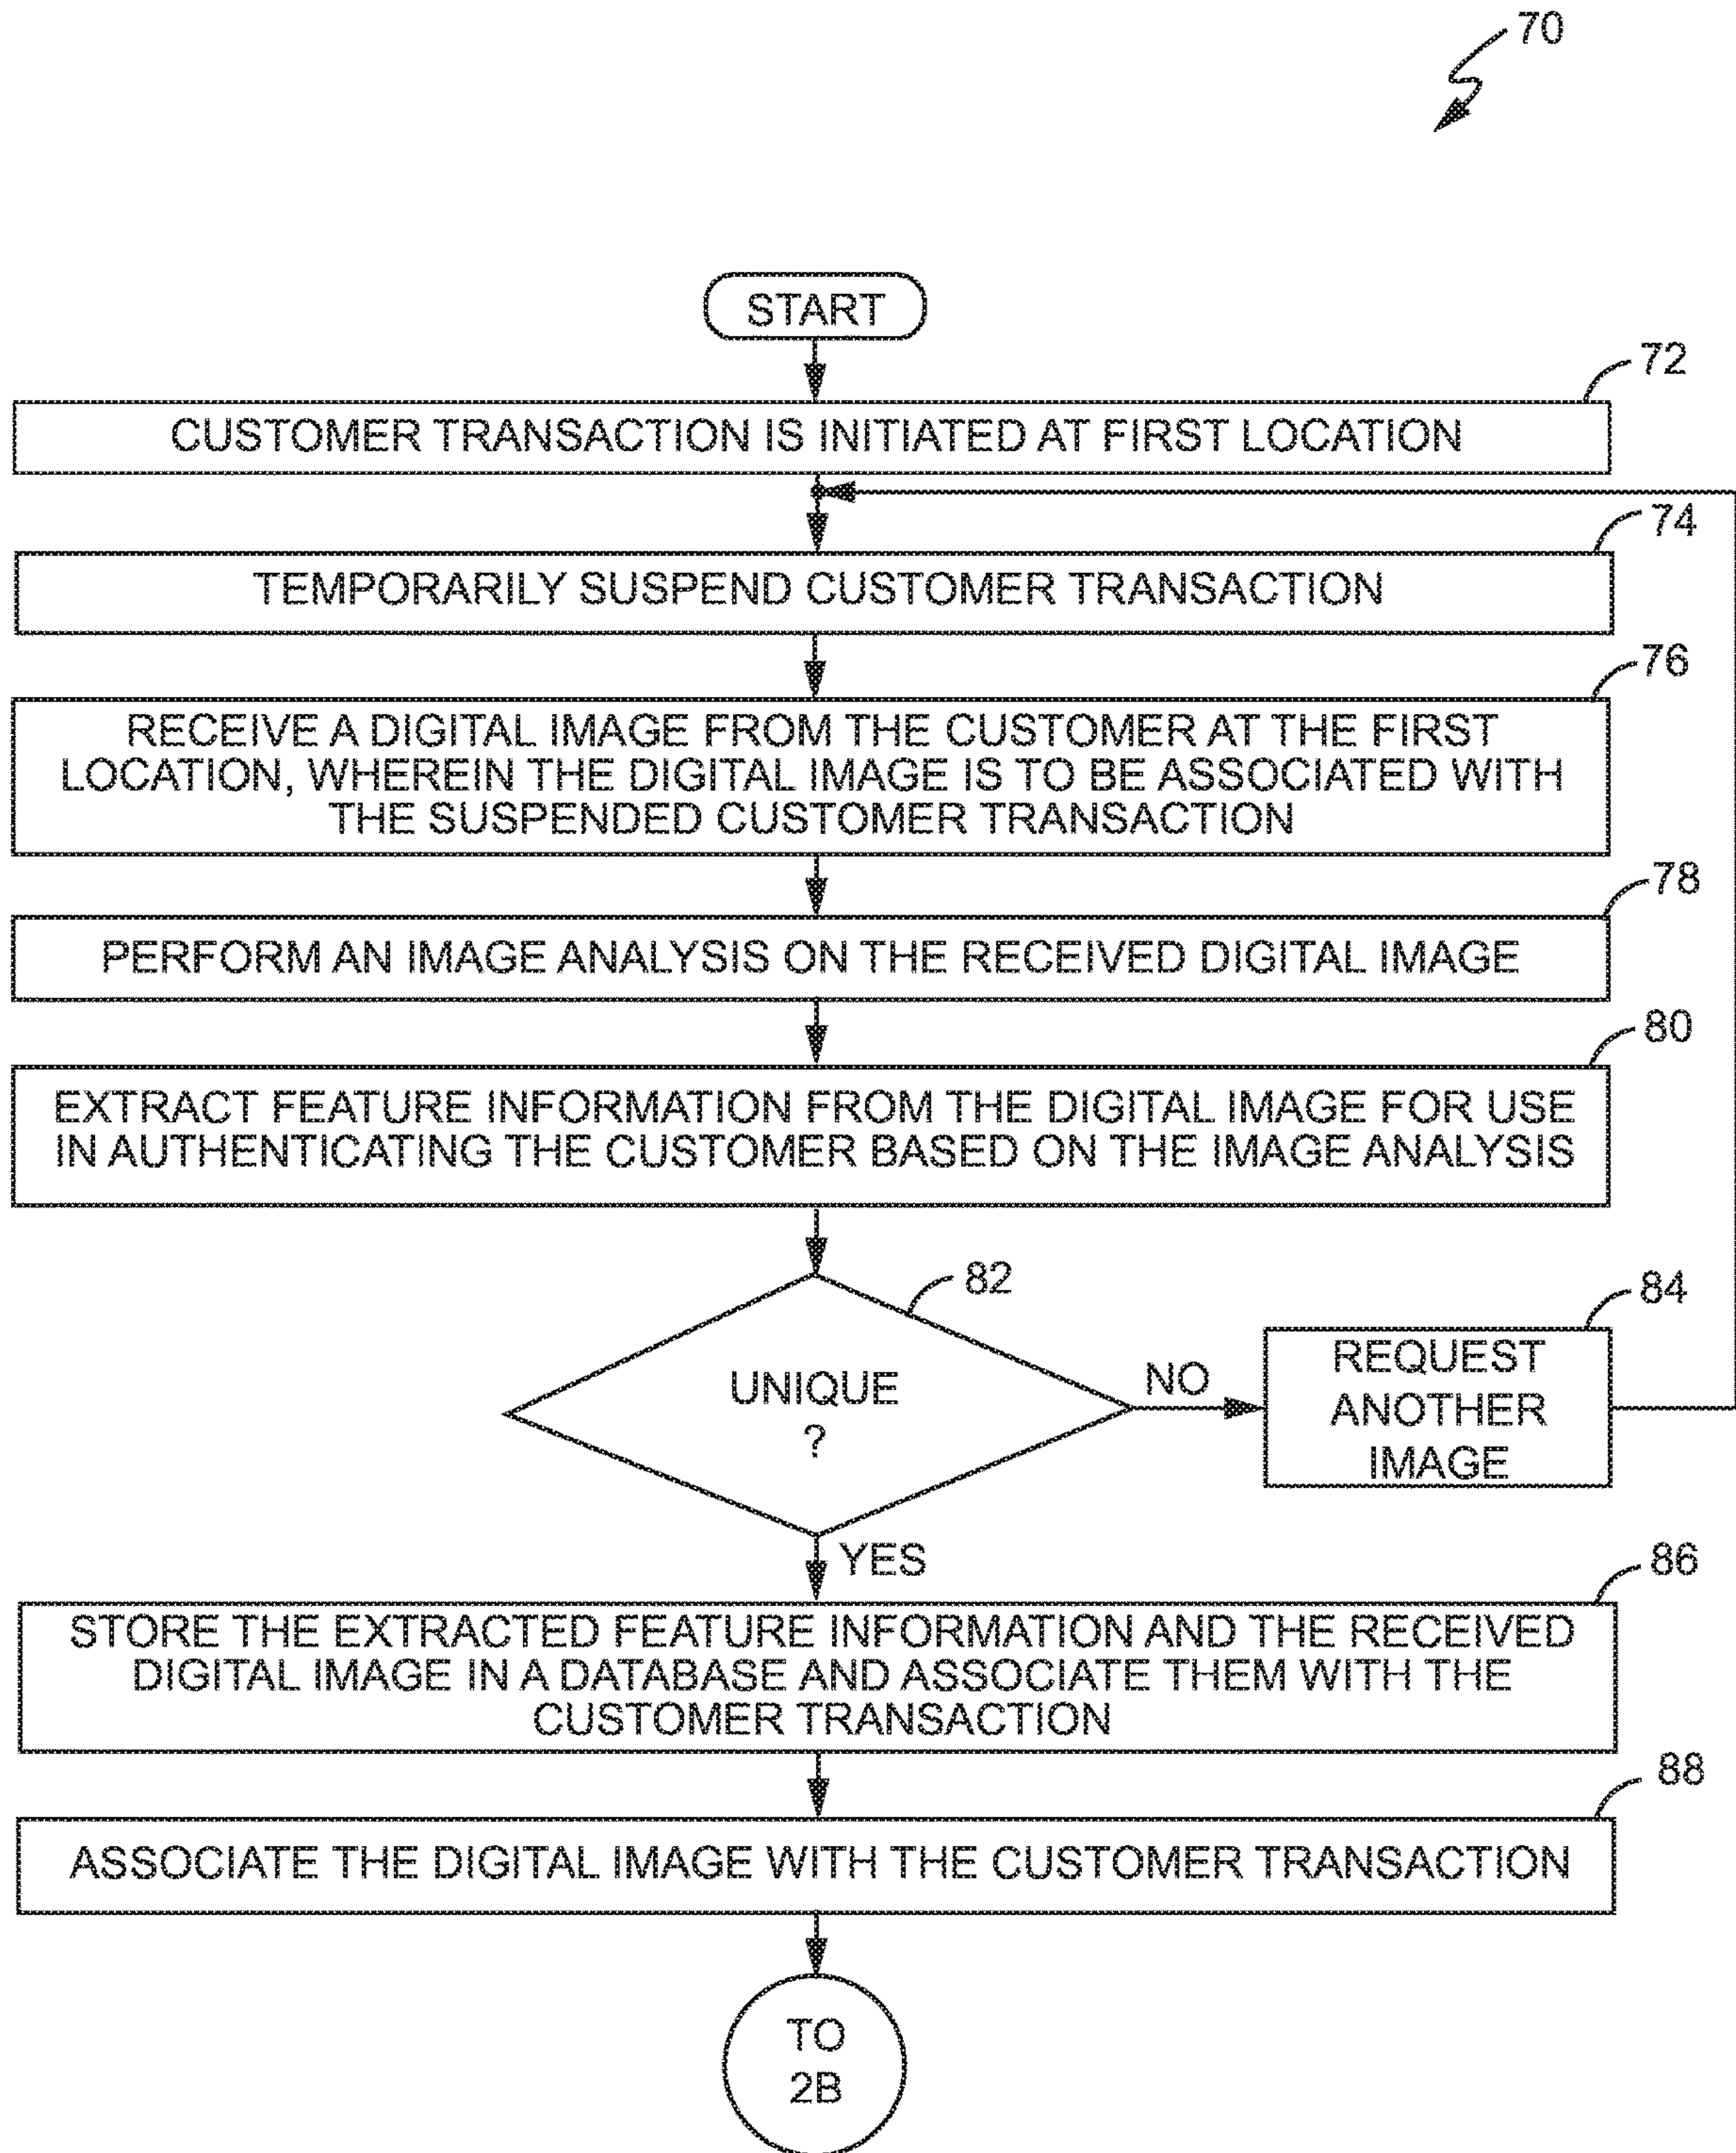 70
START
72
CUSTOMER TRANSACTION IS INITIATED AT FIRST LOCATION
74
TEMPORARILY SUSPEND CUSTOMER TRANSACTION
76
RECEIVE A DIGITAL IMAGE FROM THE CUSTOMER AT THE FIRST
LOCATION, WHEREIN THE DIGITAL IMAGE IS TO BE ASSOCIATED WITH
THE SUSPENDED CUSTOMER TRANSACTION
78
PERFORM AN IMAGE ANALYSIS ON THE RECEIVED DIGITAL IMAGE
80
EXTRACT FEATURE INFORMATION FROM THE DIGITAL IMAGE FOR USE
IN AUTHENTICATING THE CUSTOMER BASED ON THE IMAGE ANALYSIS
82
UNIQUE
?
NO
84
REQUEST
ANOTHER
IMAGE
YES
86
STORE THE EXTRACTED FEATURE INFORMATION AND THE RECEIVED
DIGITAL IMAGE IN A DATABASE AND ASSOCIATE THEM WITH THE
CUSTOMER TRANSACTION
88
ASSOCIATE THE DIGITAL IMAGE WITH THE CUSTOMER TRANSACTION
TO
2B